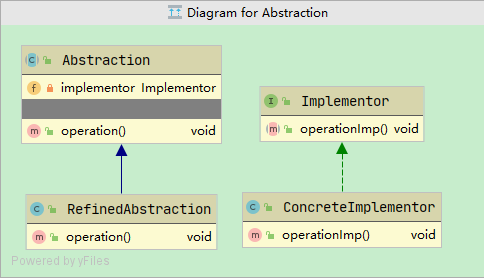 Diagram for Abstraction
Abstraction
implementor Implementor
operation() void
Implementor
operationImp() void
RefinedAbstraction
operation() void
ConcreteImplementor
operationImp() void
Powered by yFiles